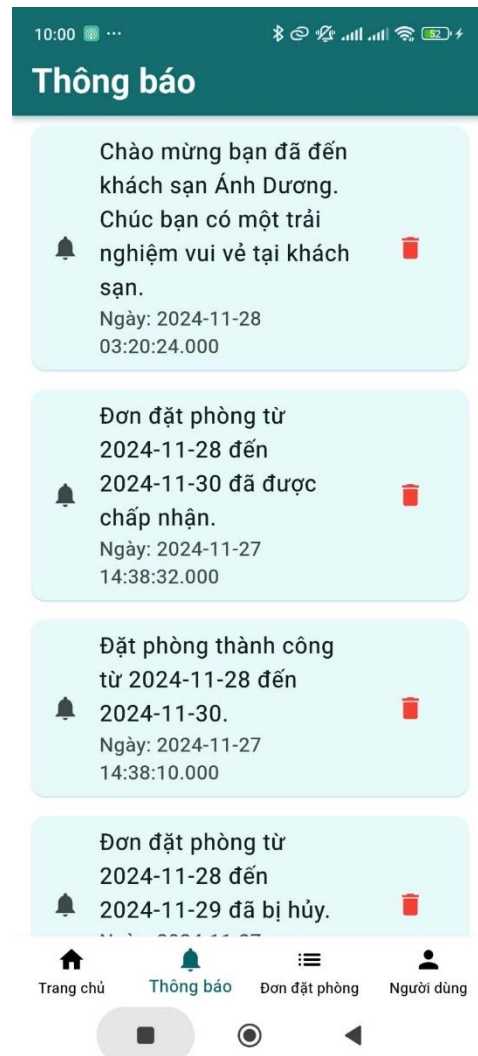 10:00
52
Thông báo
Chào mừng bạn đã đến
khách sạn Ánh Dương.
Chúc bạn có một trải
nghiệm vui vẻ tại khách
sạn.
Ngày: 2024-11-28
03:20:24.000
Đơn đặt phòng từ
2024-11-28 đến
2024-11-30 đã được
chấp nhận.
Ngày: 2024-11-27
14:38:32.000
Đặt phòng thành công
từ 2024-11-28 đến
2024-11-30.
Ngày: 2024-11-27
14:38:10.000
Đơn đặt phòng từ
2024-11-28 đến
2024-11-29 đã bị hủy.
Trang chủ
Thông báo
Đơn đặt phòng
Người dùng